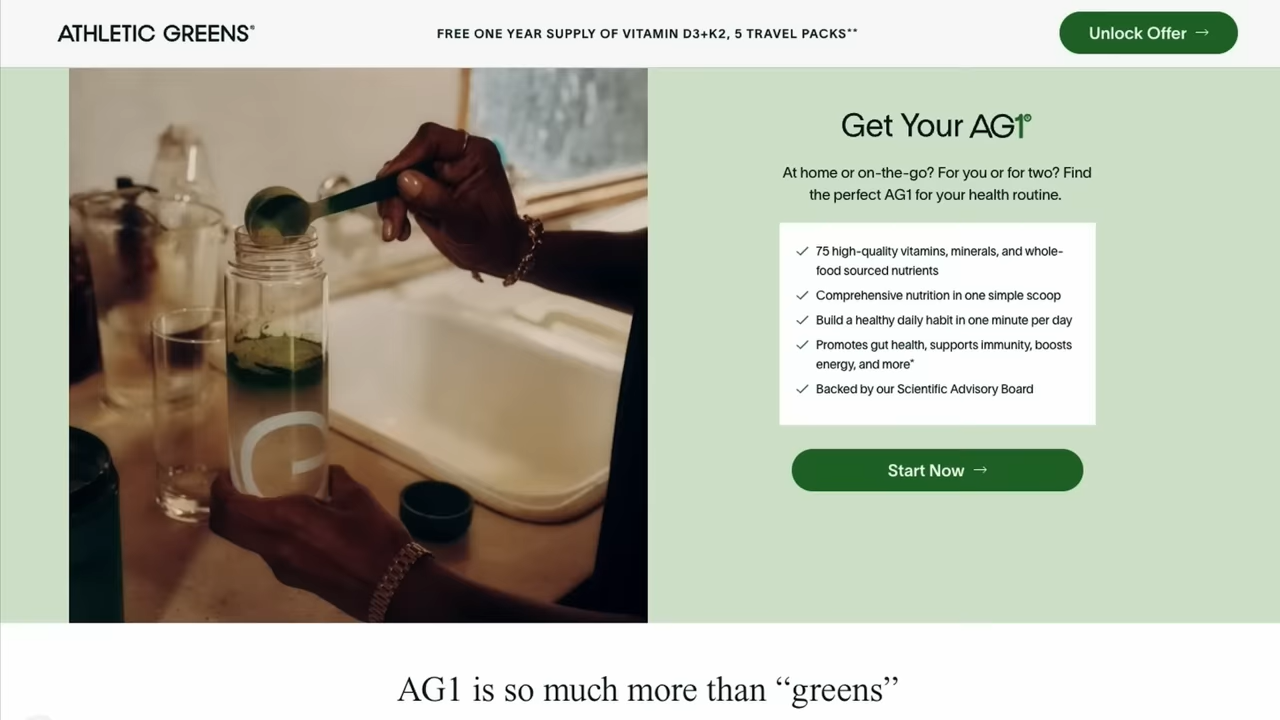 ATHLETIC GREENS®
FREE ONE YEAR SUPPLY OF VITAMIN D3+K2, 5 TRAVEL PACKS**
Unlock Offer →
Get Your AG1®
At home or on-the-go? For you or for two? Find
the perfect AG1 for your health routine.
75 high-quality vitamins, minerals, and whole-
food sourced nutrients
Comprehensive nutrition in one simple scoop
Build a healthy daily habit in one minute per day
Promotes gut health, supports immunity, boosts
energy, and more*
Backed by our Scientific Advisory Board
Start Now →
G
AG1 is so much more than “greens”